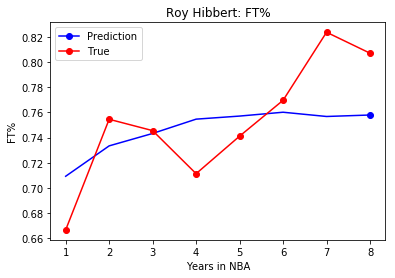 Roy Hibbert: FT%
Prediction
True
FT%
0.82
0.80
0.78
0.76
0.74
0.72
0.70
0.68
0.66
1 2 3 4 5 6 7 8
Years in NBA